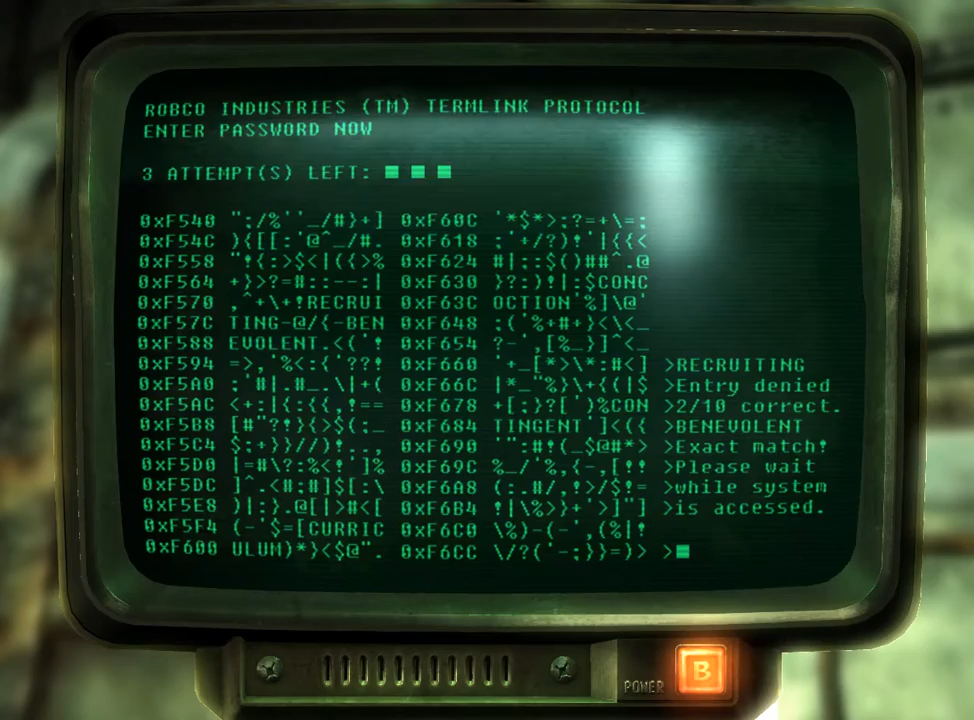 ROBCO INDUSTRIES (TM) TERMLINK PROTOCOL
ENTER PASSWORD NOW
3 ATTEMPT(S) LEFT: ■ ■ ■
0xF540 ";/%''_/#}+] 0xF60C '*$*>;?=+\=;
0xF54C ){[[:'@^_/#. 0xF618 ;'+/?)!'|{{<
0xF558 "!{:>$<|({>% 0xF624 #|::$()##^.@
0xF564 +}>?=#::--:| 0xF630 }?:)!|:$CONC
0xF570 ,^+\+!RECRUI 0xF63C OCTION'%]\@'
0xF57C TING-@/{-BEN 0xF648 ;('%+#+}<\<_
0xF588 EVOLENT.<('! 0xF654 ?-',[%_}]^<_
0xF594 =>,'%<:{'??! 0xF660 '+_[*>\*:#<] >RECRUITING
0xF5A0 ;'#|.#_.\|+( 0xF66C |*_"%}\+{(|$ >Entry denied
0xF5AC <+:|{:{{,!== 0xF678 +[;}?[')%CON >2/10 correct.
0xF5B8 [#"?!}{>$(:_ 0xF684 TINGENT']<({ >BENEVOLENT
0xF5C4 $;+}}//)!.:, 0xF690 '":#!(_$@#*> >Exact match!
0xF5D0 |=#\?:%<! ]% 0xF69C %_/'%,{-,[!! >Please wait
0xF5DC ]^.<#;#]$[:\ 0xF6A8 (:.#/,!>/$!= >while system
0xF5E8 )|:}.@[|>#<[ 0xF6B4 !|\%>}+'>]"] >is accessed.
0xF5F4 (-'$=[CURRIC 0xF6C0 \%)-(-',(%|!
0xF600 ULUM)*}<$@". 0xF6CC \/?('-;}}=)> >■
POWER
B